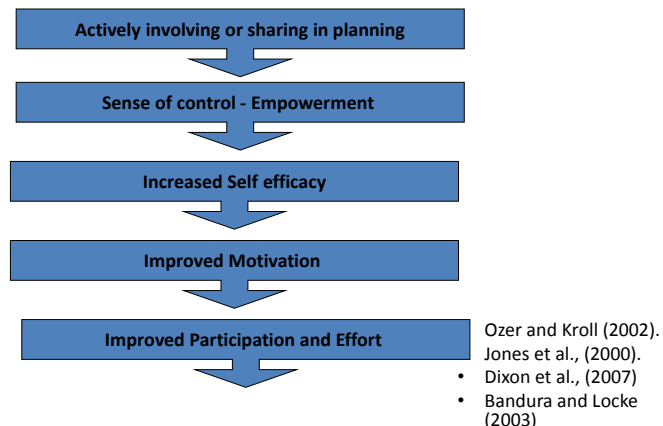 Actively involving or sharing in planning
Sense of control - Empowerment
Increased Self efficacy
Improved Motivation
Improved Participation and Effort
Ozer and Kroll (2002).
Jones et al., (2000).
• Dixon et al., (2007)
• Bandura and Locke
(2003)